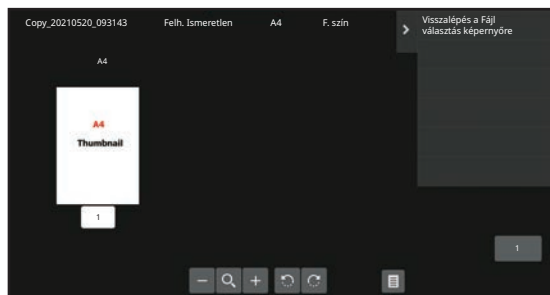 Copy_20210520_093143 Felh. Ismeretlen A4 F. szín
Visszalépés a Fájl
választás képernyőre
A4
A4
Thumbnail
1
1